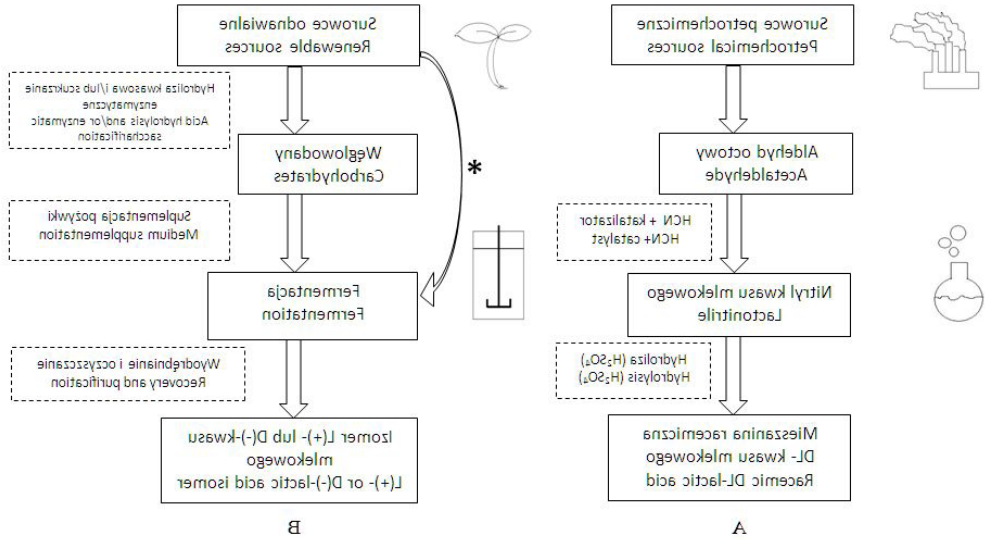 Surowce petrochemiczne
Petrochemical sources
Aldehyd octowy
Acetaldehyde
HCN + katalizator
HCN+ catalyst
Nitryl kwasu mlekowego
Lactonitrile
Hydroliza (H₂SO₄)
Hydrolysis (H₂SO₄)
Mieszanina racemiczna
DL- kwasu mlekowego
Racemic DL-lactic acid
A
Surowce odnawialne
Renewable sources
Hydroliza kwasowa i/lub scukrzanie
enzymatyczne
Acid hydrolysis and/or enzymatic
saccharification
Węglowodany
Carbohydrates
*
Suplementacja pożywki
Medium supplementation
Fermentacja
Fermentation
Wyodrębnianie i oczyszczanie
Recovery and purification
Izomer L(+)- lub D(-)-kwasu
mlekowego
L(+)- or D(-)-lactic acid isomer
B